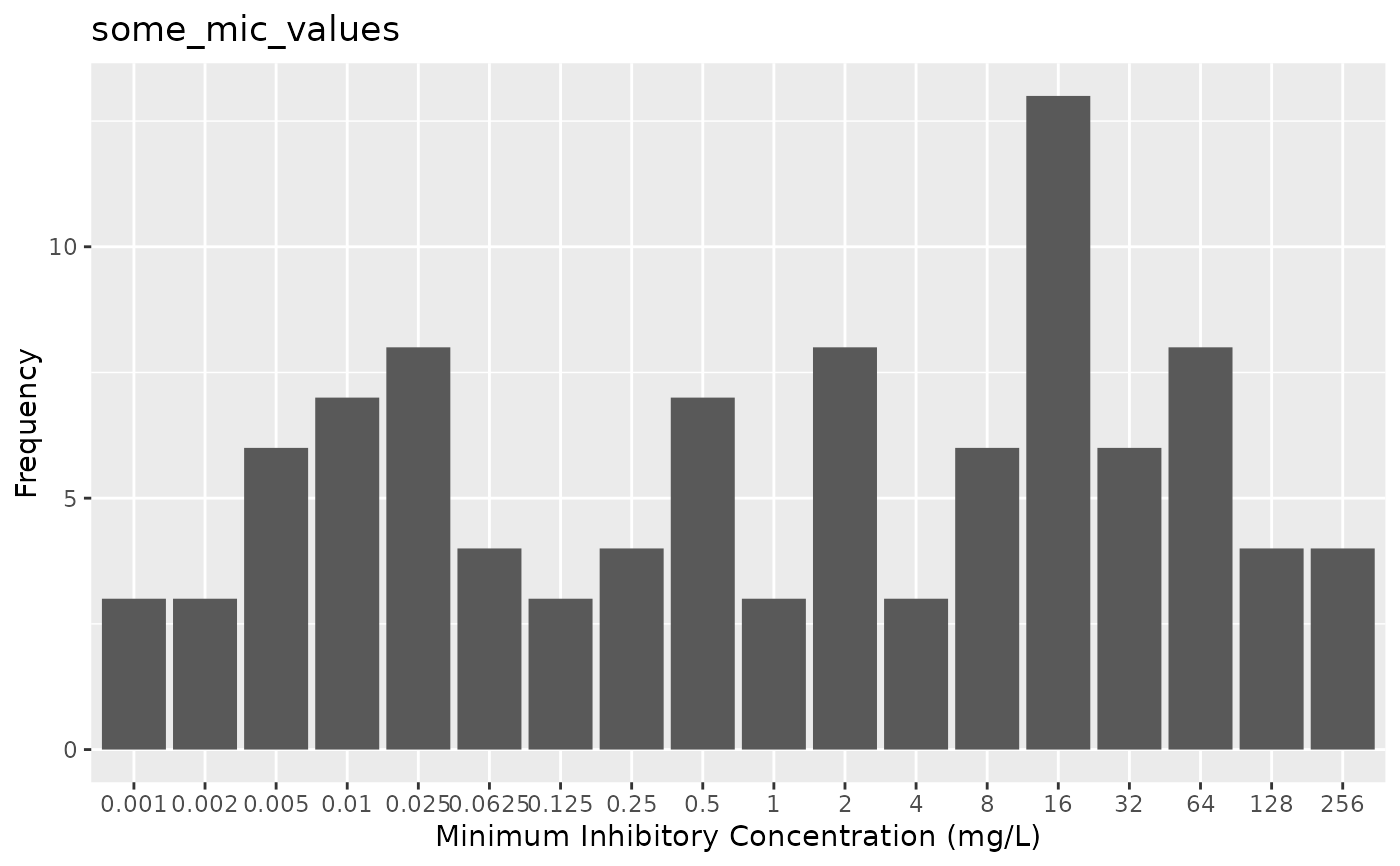 some_mic_values
Frequency
10
5
0
0.001 0.002 0.005 0.01 0.025 0.0625 0.125 0.25 0.5 1 2 4 8 16 32 64 128 256
Minimum Inhibitory Concentration (mg/L)